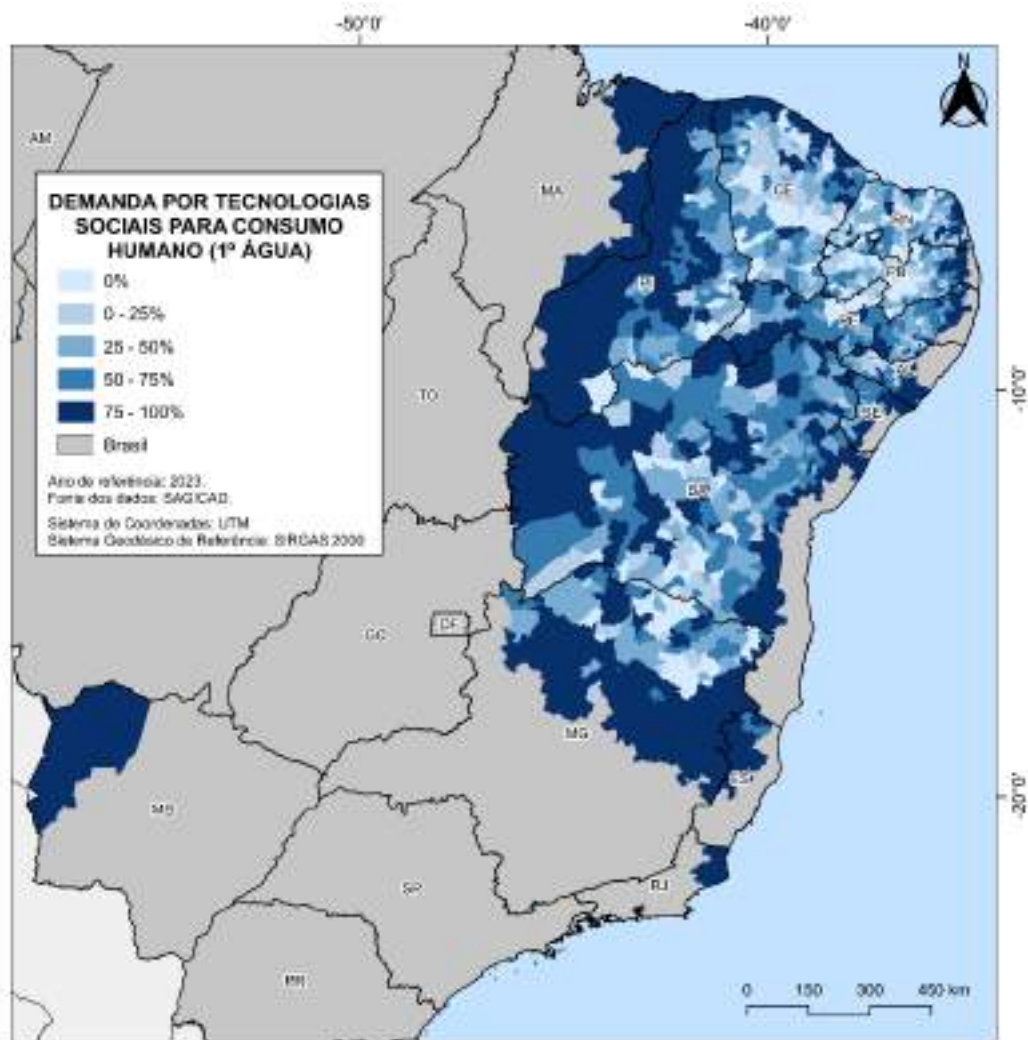 -50°0'
-40°0'
N
AM
MA
CE
RN
PB
PI
PE
AL
SE
TO
BA
GO
DF
MG
ES
MS
SP
RJ
PR
-10°0'
-20°0'
DEMANDA POR TECNOLOGIAS
SOCIAIS PARA CONSUMO
HUMANO (1º ÁGUA)
0%
0 - 25%
25 - 50%
50 - 75%
75 - 100%
Brasil
Ano de referência: 2023.
Fonte dos dados: SAGICAD.
Sistema de Coordenadas: UTM
Sistema Geodésico de Referência: SIRGAS 2000
0 150 300 450 km